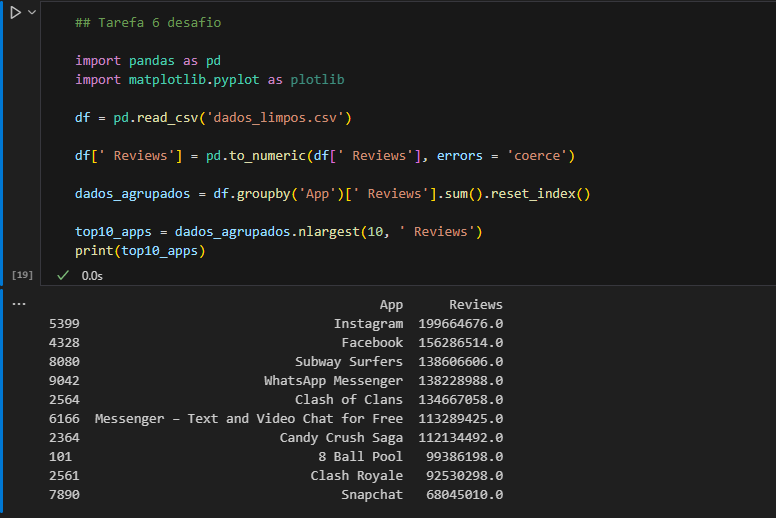 ## Tarefa 6 desafio
import pandas as pd
import matplotlib.pyplot as plotlib
df = pd.read_csv('dados_limpos.csv')
df[' Reviews'] = pd.to_numeric(df[' Reviews'], errors = 'coerce')
dados_agrupados = df.groupby('App')[' Reviews'].sum().reset_index()
top10_apps = dados_agrupados.nlargest(10, ' Reviews')
print(top10_apps)
[19] ✓ 0.0s
... App Reviews
5399 Instagram 199664676.0
4328 Facebook 156286514.0
8080 Subway Surfers 138606606.0
9042 WhatsApp Messenger 138228988.0
2564 Clash of Clans 134667058.0
6166 Messenger – Text and Video Chat for Free 113289425.0
2364 Candy Crush Saga 112134492.0
101 8 Ball Pool 99386198.0
2561 Clash Royale 92530298.0
7890 Snapchat 68045010.0